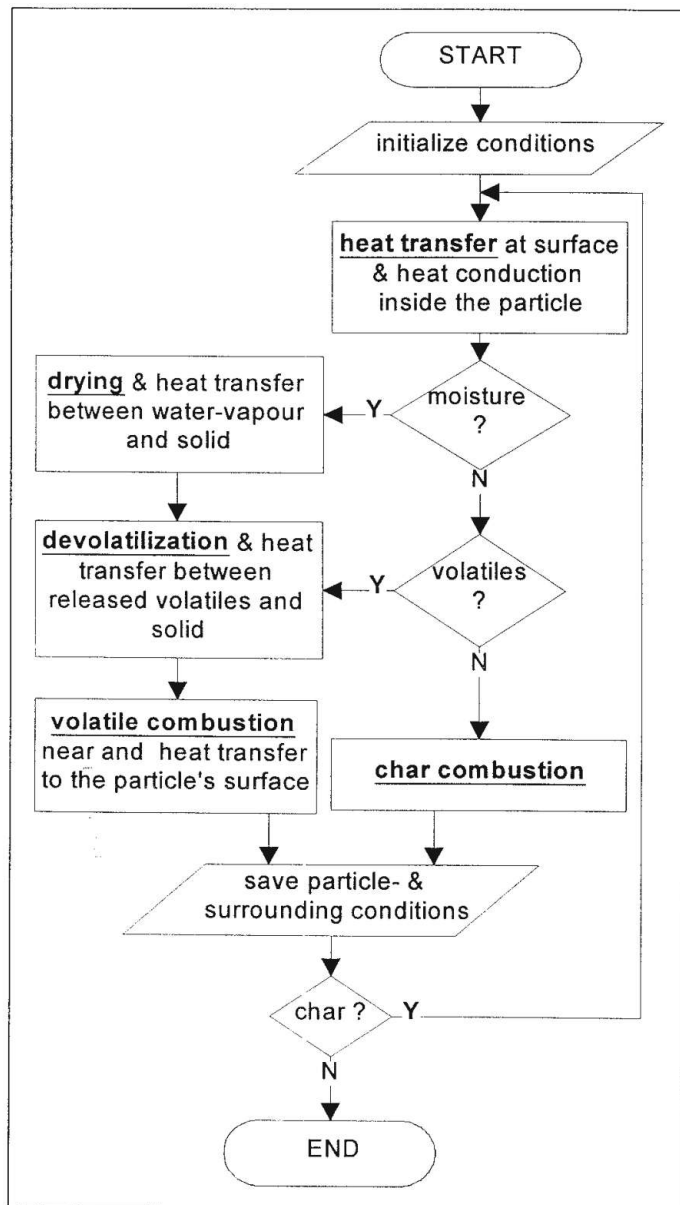 START
initialize conditions
heat transfer at surface
& heat conduction
inside the particle
moisture
?
Y
N
drying & heat transfer
between water-vapour
and solid
devolatilization & heat
transfer between
released volatiles and
solid
volatiles
?
Y
N
volatile combustion
near and heat transfer
to the particle's surface
char combustion
save particle- &
surrounding conditions
char ?
Y
N
END